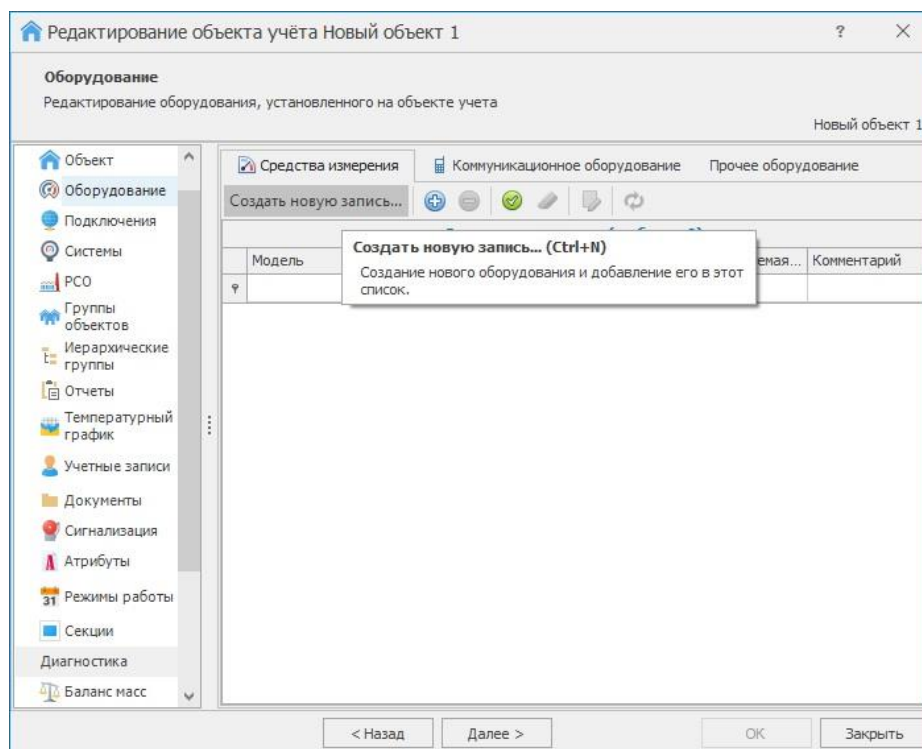 Редактирование объекта учёта Новый объект 1
?
Оборудование
Редактирование оборудования, установленного на объекте учета
Новый объект 1
Объект
Оборудование
Подключения
Системы
РСО
Группы
объектов
Иерархические
группы
Отчеты
Температурный
график
Учетные записи
Документы
Сигнализация
Атрибуты
31 Режимы работы
Секции
Диагностика
Баланс масс
Средства измерения
Коммуникационное оборудование
Прочее оборудование
Создать новую запись...
Модель
емая...
Комментарий
Создать новую запись... (Ctrl+N)
Создание нового оборудования и добавление его в этот
список.
< Назад
Далее >
ОК
Закрыть